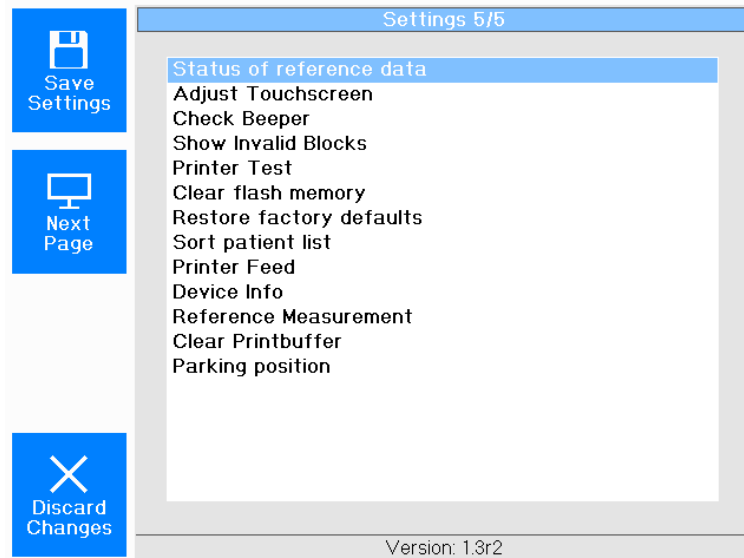 Settings 5/5
Save
Settings
Next
Page
Discard
Changes
Status of reference data
Adjust Touchscreen
Check Beeper
Show Invalid Blocks
Printer Test
Clear flash memory
Restore factory defaults
Sort patient list
Printer Feed
Device Info
Reference Measurement
Clear Printbuffer
Parking position
Version: 1.3r2